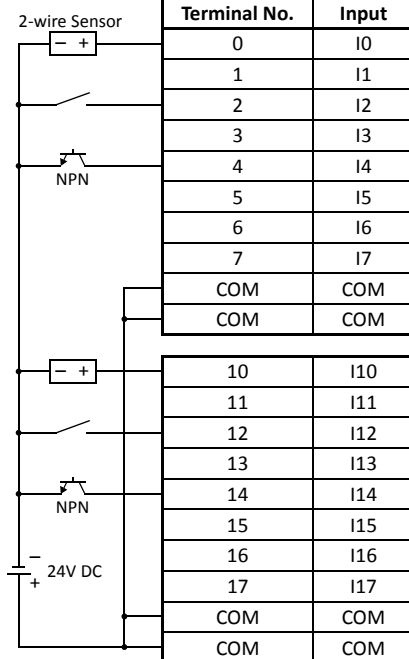 2-wire Sensor
Terminal No. Input
− + 0 I0
1 I1
2 I2
3 I3
4 I4
NPN
5 I5
6 I6
7 I7
COM COM
COM COM
− + 10 I10
11 I11
12 I12
13 I13
14 I14
NPN
15 I15
16 I16
−
24V DC
+
17 I17
COM COM
COM COM